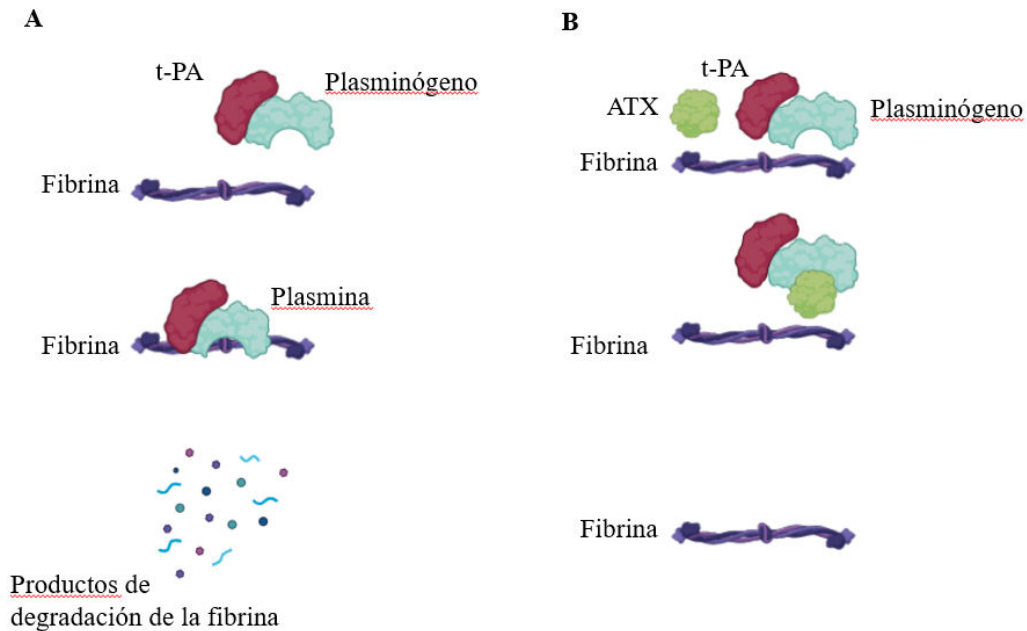 A
t-PA
Plasminógeno
Fibrina
Plasmina
Fibrina
Productos de
degradación de la fibrina
B
t-PA
ATX
Plasminógeno
Fibrina
Fibrina
Fibrina